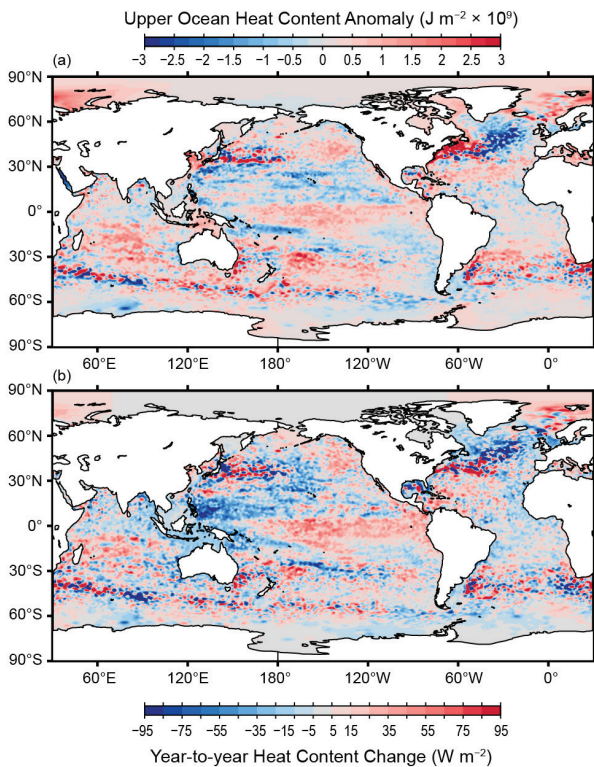 Upper Ocean Heat Content Anomaly (J m⁻² × 10⁹)
−3 −2.5 −2 −1.5 −1 −0.5 0 0.5 1 1.5 2 2.5 3
(a)
90°N
60°N
30°N
0°
30°S
60°S
90°S
60°E 120°E 180° 120°W 60°W 0°
(b)
90°N
60°N
30°N
0°
30°S
60°S
90°S
60°E 120°E 180° 120°W 60°W 0°
−95 −75 −55 −35 −15 −5 5 15 35 55 75 95
Year-to-year Heat Content Change (W m⁻²)